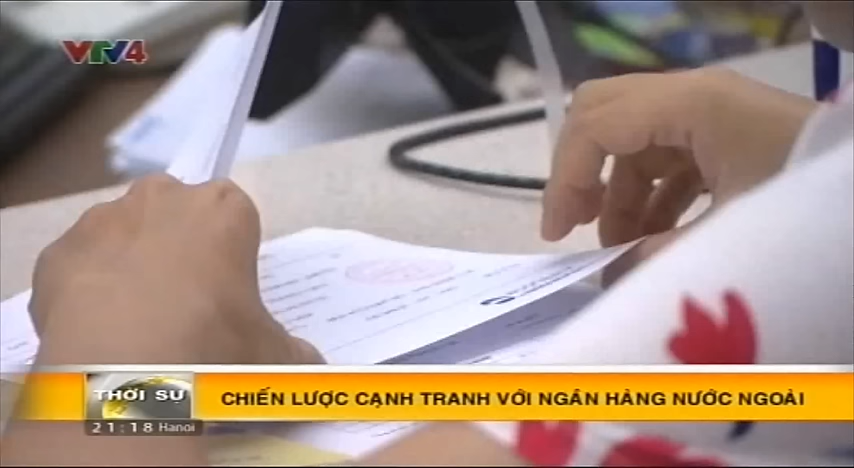 VTV4
THỜI SỰ
CHIẾN LƯỢC CẠNH TRANH VỚI NGÂN HÀNG NƯỚC NGOÀI
21:18 Hanoi